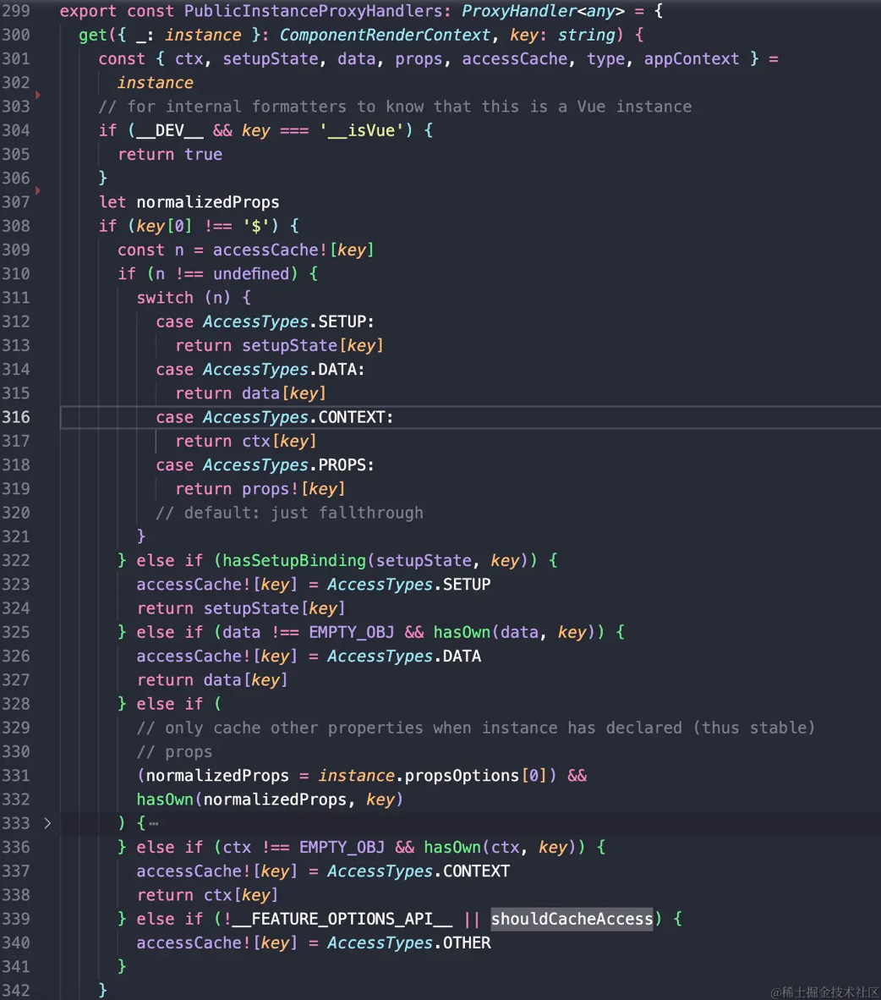 299 export const PublicInstanceProxyHandlers: ProxyHandler<any> = {
300   get({ _: instance }: ComponentRenderContext, key: string) {
301     const { ctx, setupState, data, props, accessCache, type, appContext } =
302       instance
303     // for internal formatters to know that this is a Vue instance
304     if (__DEV__ && key === '__isVue') {
305       return true
306     }
307     let normalizedProps
308     if (key[0] !== '$') {
309       const n = accessCache![key]
310       if (n !== undefined) {
311         switch (n) {
312           case AccessTypes.SETUP:
313             return setupState[key]
314           case AccessTypes.DATA:
315             return data[key]
316           case AccessTypes.CONTEXT:
317             return ctx[key]
318           case AccessTypes.PROPS:
319             return props![key]
320           // default: just fallthrough
321         }
322       } else if (hasSetupBinding(setupState, key)) {
323         accessCache![key] = AccessTypes.SETUP
324         return setupState[key]
325       } else if (data !== EMPTY_OBJ && hasOwn(data, key)) {
326         accessCache![key] = AccessTypes.DATA
327         return data[key]
328       } else if (
329         // only cache other properties when instance has declared (thus stable)
330         // props
331         (normalizedProps = instance.propsOptions[0]) &&
332         hasOwn(normalizedProps, key)
333       ) {⋯
336       } else if (ctx !== EMPTY_OBJ && hasOwn(ctx, key)) {
337         accessCache![key] = AccessTypes.CONTEXT
338         return ctx[key]
339       } else if (!__FEATURE_OPTIONS_API__ || shouldCacheAccess) {
340         accessCache![key] = AccessTypes.OTHER
341       }
342     }
@稀土掘金技术社区